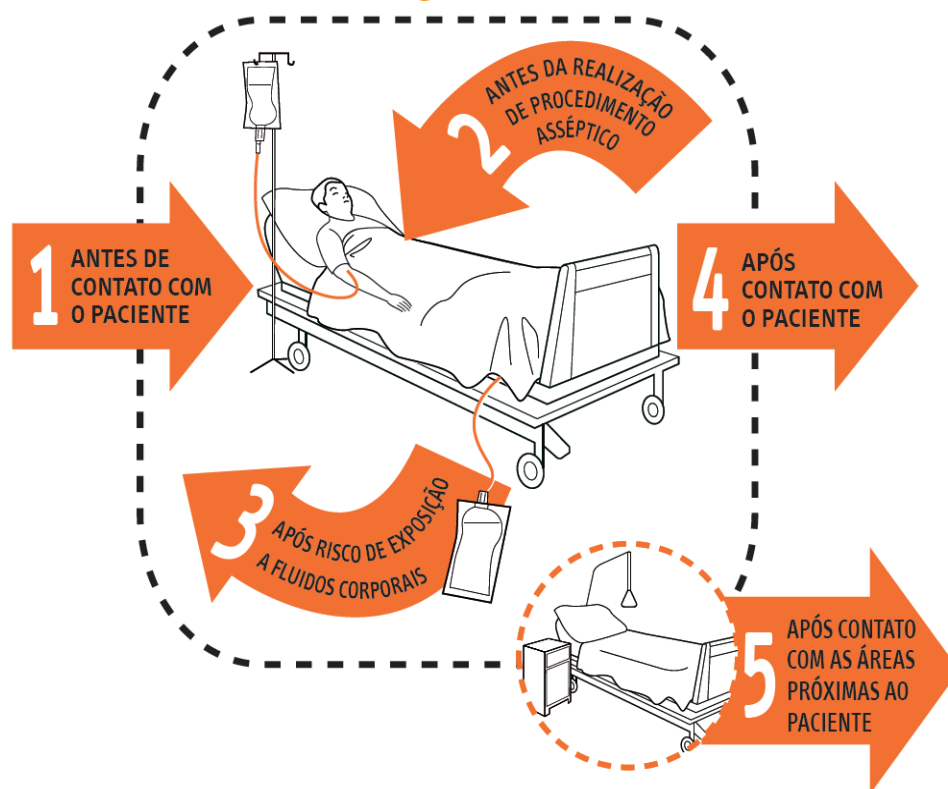 1
ANTES DE
CONTATO COM
O PACIENTE
2
ANTES DA REALIZAÇÃO
DE PROCEDIMENTO
ASSÉPTICO
3
APÓS RISCO DE EXPOSIÇÃO
A FLUIDOS CORPORAIS
4
APÓS
CONTATO COM
O PACIENTE
5
APÓS CONTATO
COM AS ÁREAS
PRÓXIMAS AO
PACIENTE